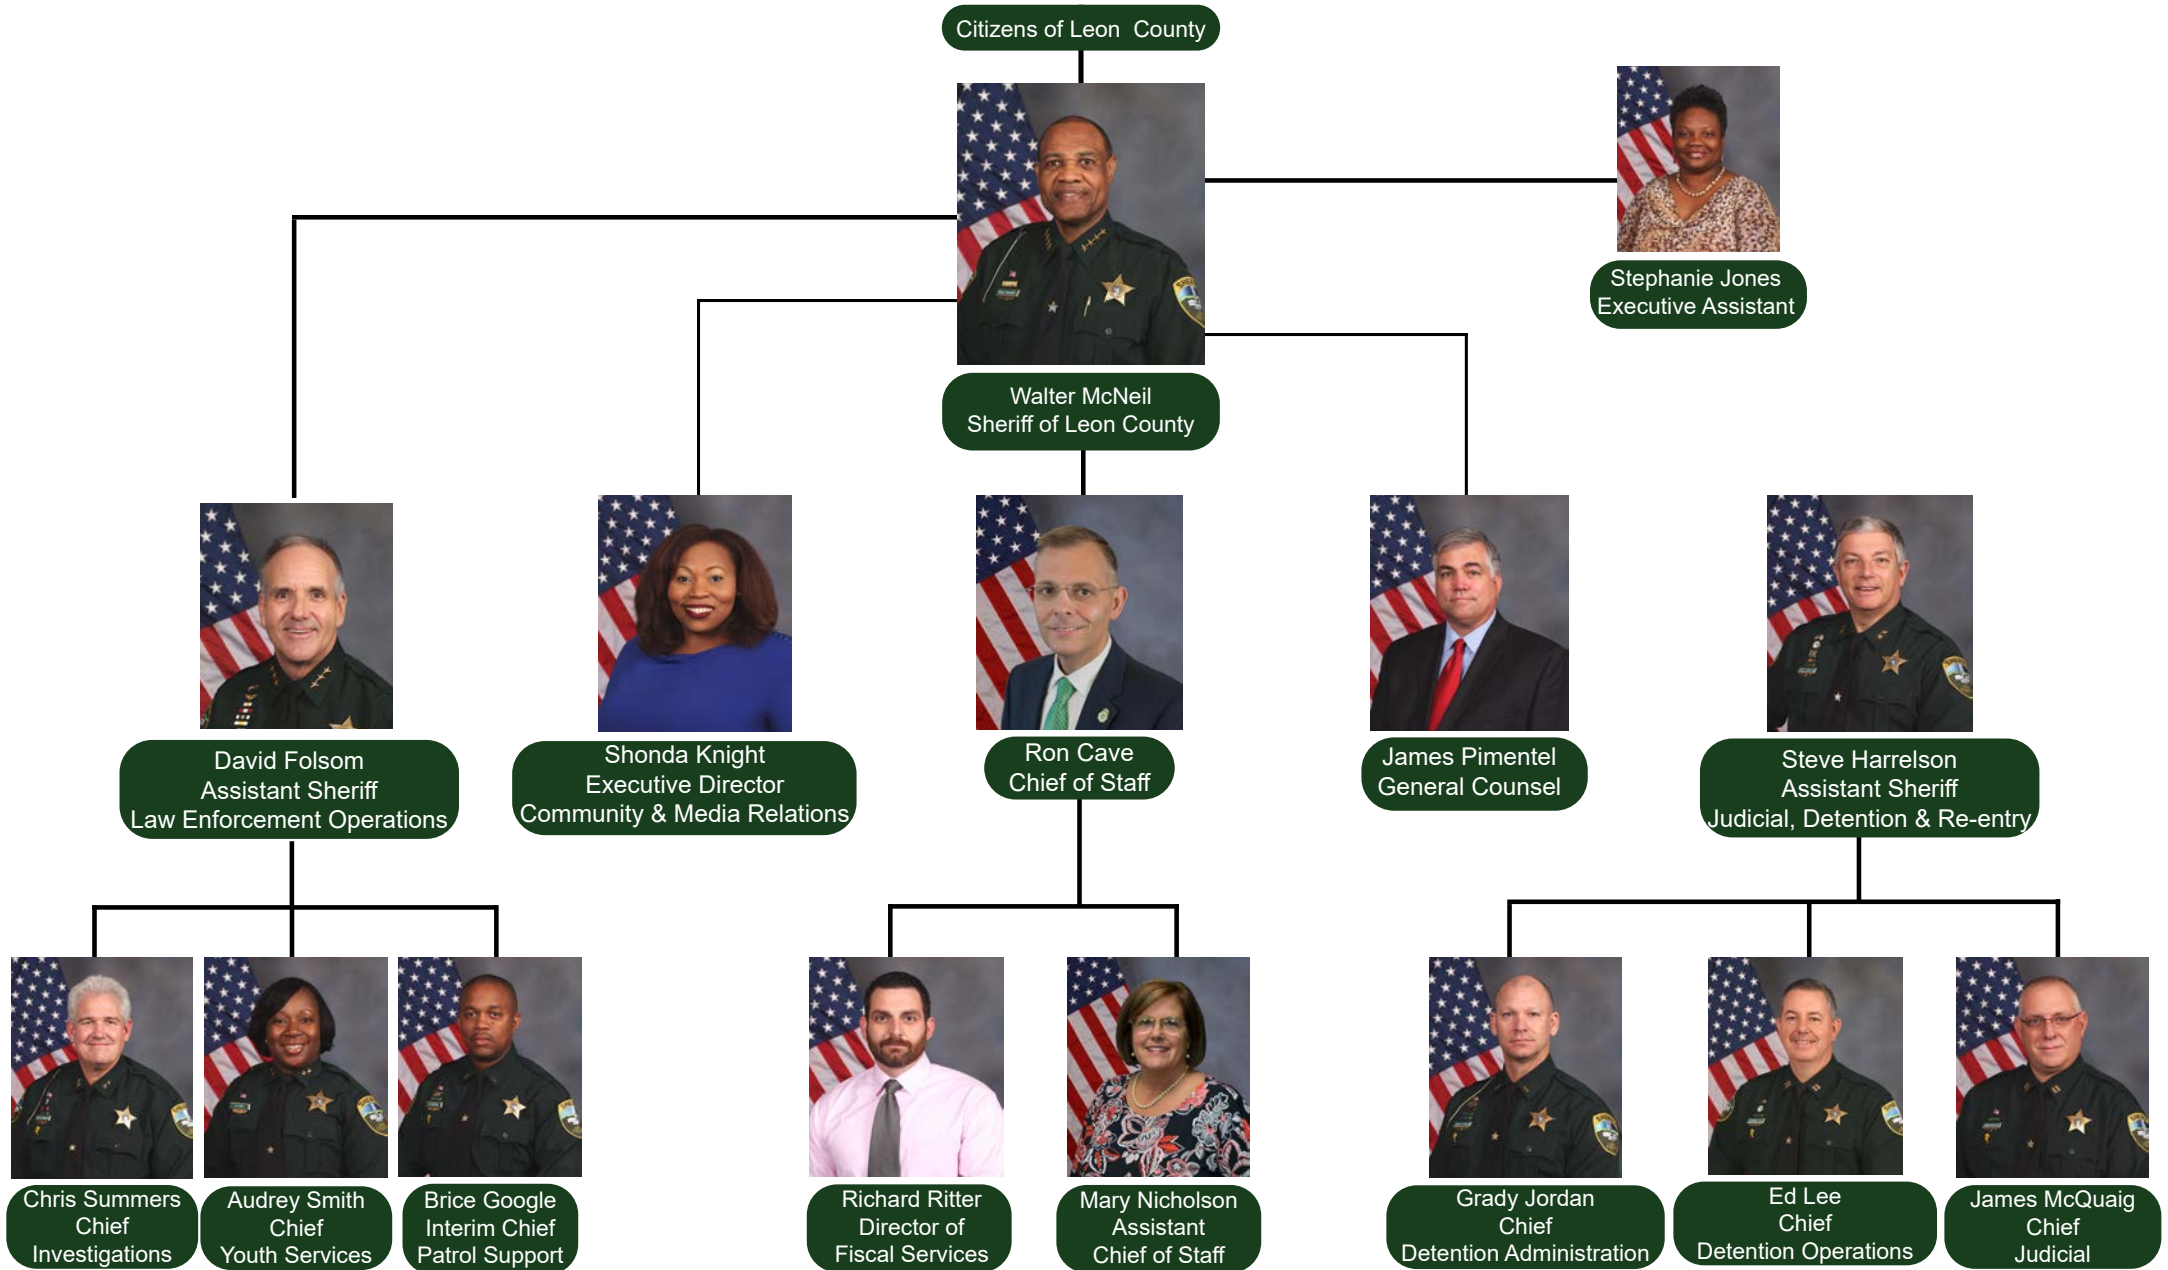 Citizens of Leon  County
Stephanie Jones
Executive Assistant
Walter McNeil
Sheriff of Leon County
David Folsom
Assistant Sheriff
Law Enforcement Operations
Shonda Knight
Executive Director
Community & Media Relations
Ron Cave
Chief of Staff
James Pimentel
General Counsel
Steve Harrelson
Assistant Sheriff
Judicial, Detention & Re-entry
Chris Summers
Chief
Investigations
Audrey Smith
Chief
Youth Services
Brice Google
Interim Chief
Patrol Support
Richard Ritter
Director of
Fiscal Services
Mary Nicholson
Assistant
Chief of Staff
Grady Jordan
Chief
Detention Administration
Ed Lee
Chief
Detention Operations
James McQuaig
Chief
Judicial